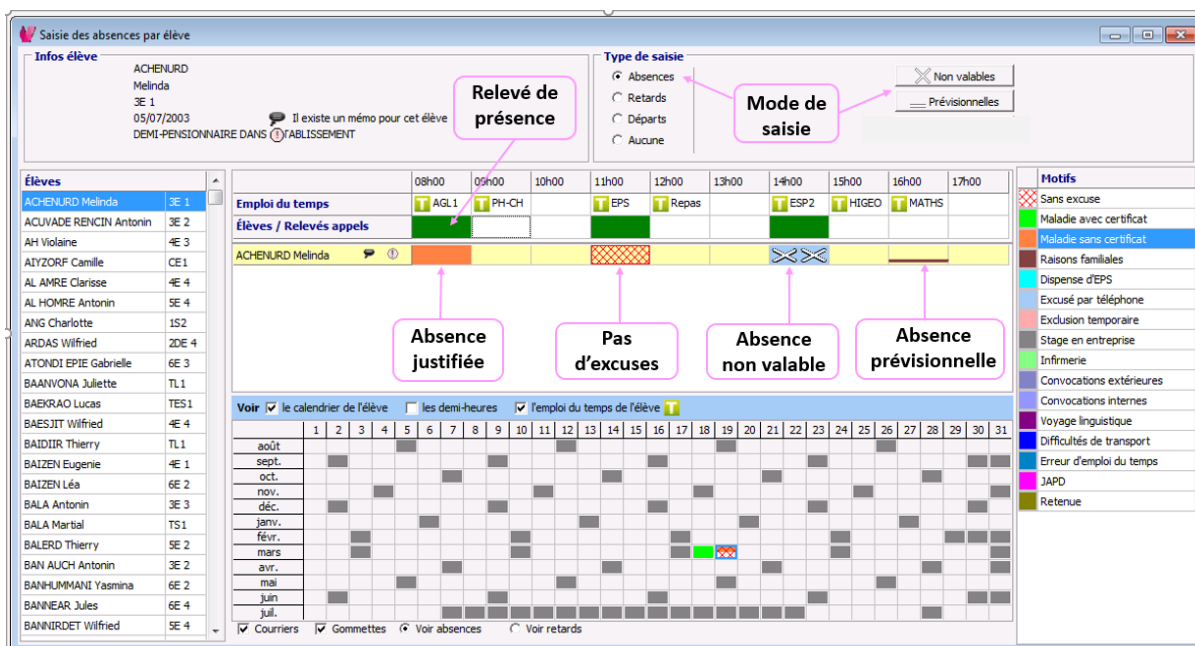 Saisie des absences par élève
Infos élève
ACHENURD
Melinda
3E 1
05/07/2003
Il existe un mémo pour cet élève
DEMI-PENSIONNAIRE DANS TABLISSEMENT
Type de saisie
Absences
Retards
Départs
Aucune
Non valables
Prévisionnelles
Relevé de
présence
Mode de
saisie
Élèves
ACHENURD Melinda 3E 1
ACUVADE RENCIN Antonin 3E 2
AH Violaine 4E 3
AIYZORF Camille CE1
AL AMRE Clarisse 4E 4
AL HOMRE Antonin 5E 4
ANG Charlotte 1S2
ARDAS Wilfried 2DE 4
ATONDI EPIE Gabrielle 6E 3
BAANVONA Juliette TL1
BAEKRAO Lucas TES1
BAESJIT Wilfried 4E 4
BAIDIIR Thierry TL1
BAIZEN Eugenie 4E 1
BAIZEN Léa 6E 2
BALA Antonin 3E 3
BALA Martial TS1
BALERD Thierry 5E 2
BAN AUCH Antonin 3E 2
BANHUMMANI Yasmina 6E 2
BANNEAR Jules 6E 4
BANNIRDET Wilfried 5E 4
08h00 09h00 10h00 11h00 12h00 13h00 14h00 15h00 16h00 17h00
Emploi du temps T AGL1 T PH-CH T EPS T Repas T ESP2 T HIGEO T MATHS
Élèves / Relevés appels
ACHENURD Melinda
Absence
justifiée
Pas
d'excuses
Absence
non valable
Absence
prévisionnelle
Voir le calendrier de l'élève les demi-heures l'emploi du temps de l'élève T
1 2 3 4 5 6 7 8 9 10 11 12 13 14 15 16 17 18 19 20 21 22 23 24 25 26 27 28 29 30 31
août
sept.
oct.
nov.
déc.
janv.
févr.
mars
avr.
mai
juin
juil.
Courriers Gommettes Voir absences Voir retards
Motifs
Sans excuse
Maladie avec certificat
Maladie sans certificat
Raisons familiales
Dispense d'EPS
Excusé par téléphone
Exclusion temporaire
Stage en entreprise
Infirmerie
Convocations extérieures
Convocations internes
Voyage linguistique
Difficultés de transport
Erreur d'emploi du temps
JAPD
Retenue